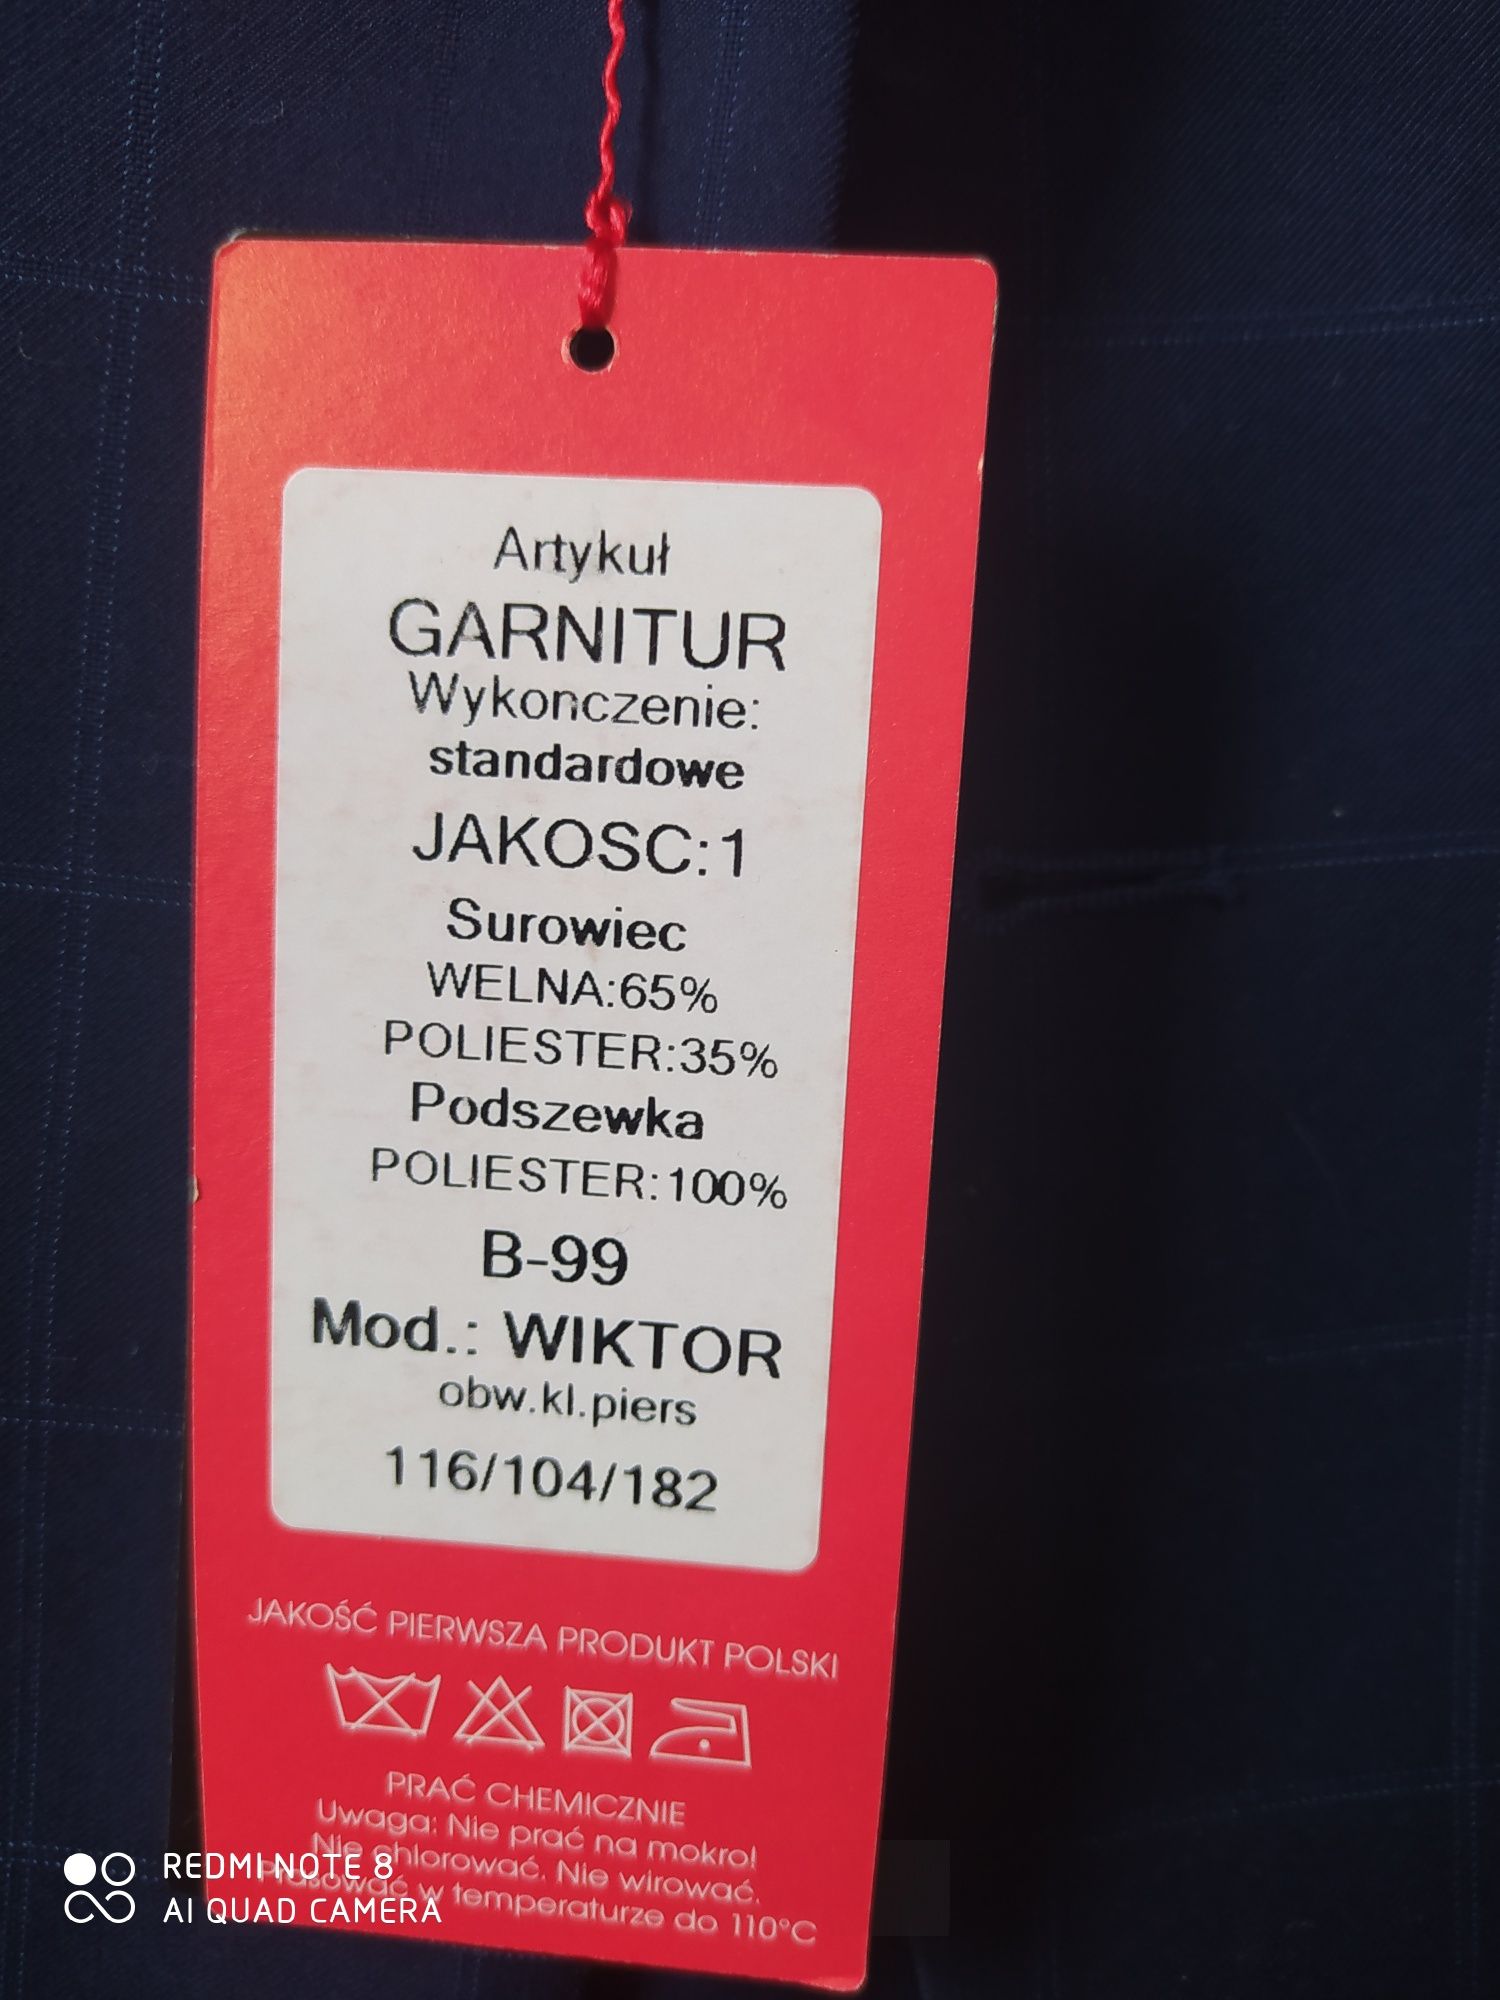 Artykuł
GARNITUR
Wykonczenie:
standardowe
JAKOSC:1
Surowiec
WELNA:65%
POLIESTER:35%
Podszewka
POLIESTER:100%
B-99
Mod.: WIKTOR
obw.kl.piers
116/104/182
JAKOŚĆ PIERWSZA PRODUKT POLSKI
PRAĆ CHEMICZNIE
Uwaga: Nie prać na mokro!
Nie chlorować. Nie wirować.
Prasować w temperaturze do 110°C
REDMI NOTE 8
AI QUAD CAMERA